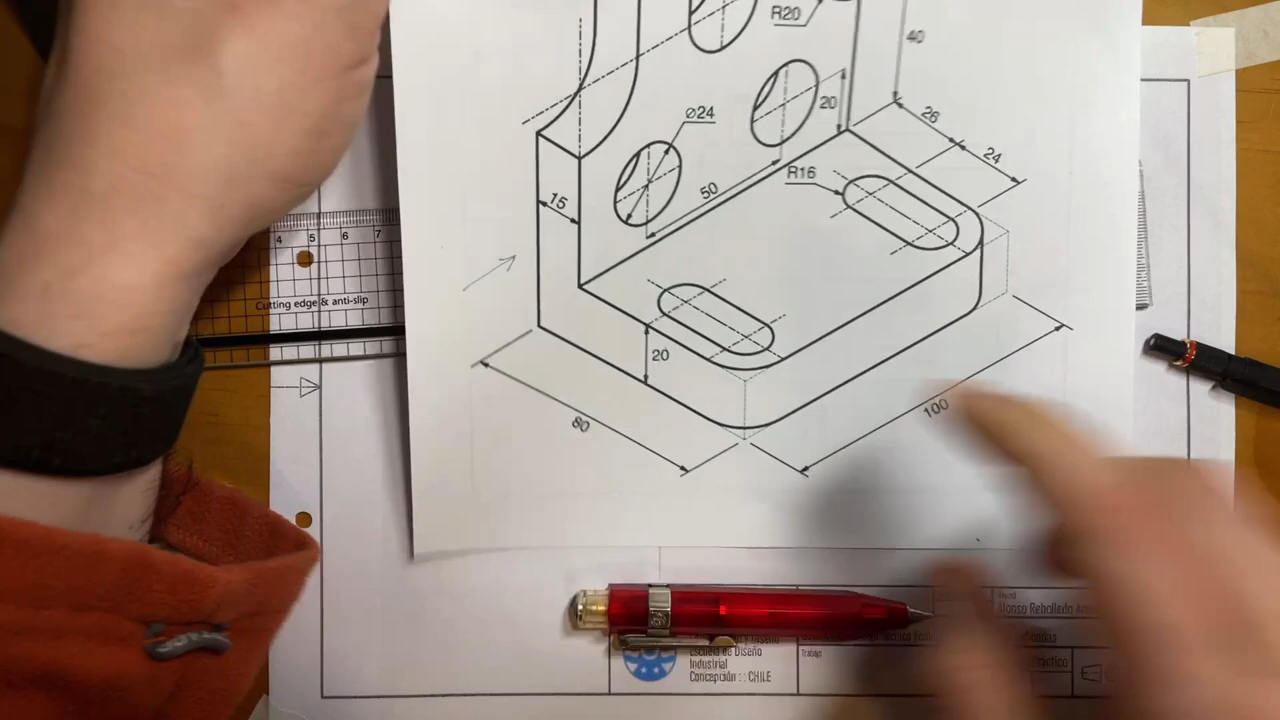 R20
40
20
26
24
Ø24
50
R16
15
20
80
100
4 5 6 7
Cutting edge & anti-slip
Alonso Rebolledo
Escuela de Diseño
Industrial
Concepción : : CHILE
Trabajo